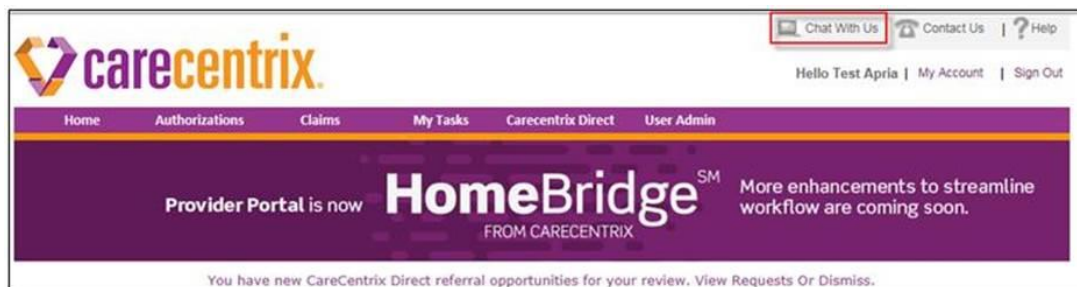 Chat With Us Contact Us | ? Help
carecentrix.
Hello Test Apria | My Account | Sign Out
Home Authorizations Claims My Tasks Carecentrix Direct User Admin
Provider Portal is now HomeBridge SM
FROM CARECENTRIX
More enhancements to streamline
workflow are coming soon.
You have new CareCentrix Direct referral opportunities for your review. View Requests Or Dismiss.